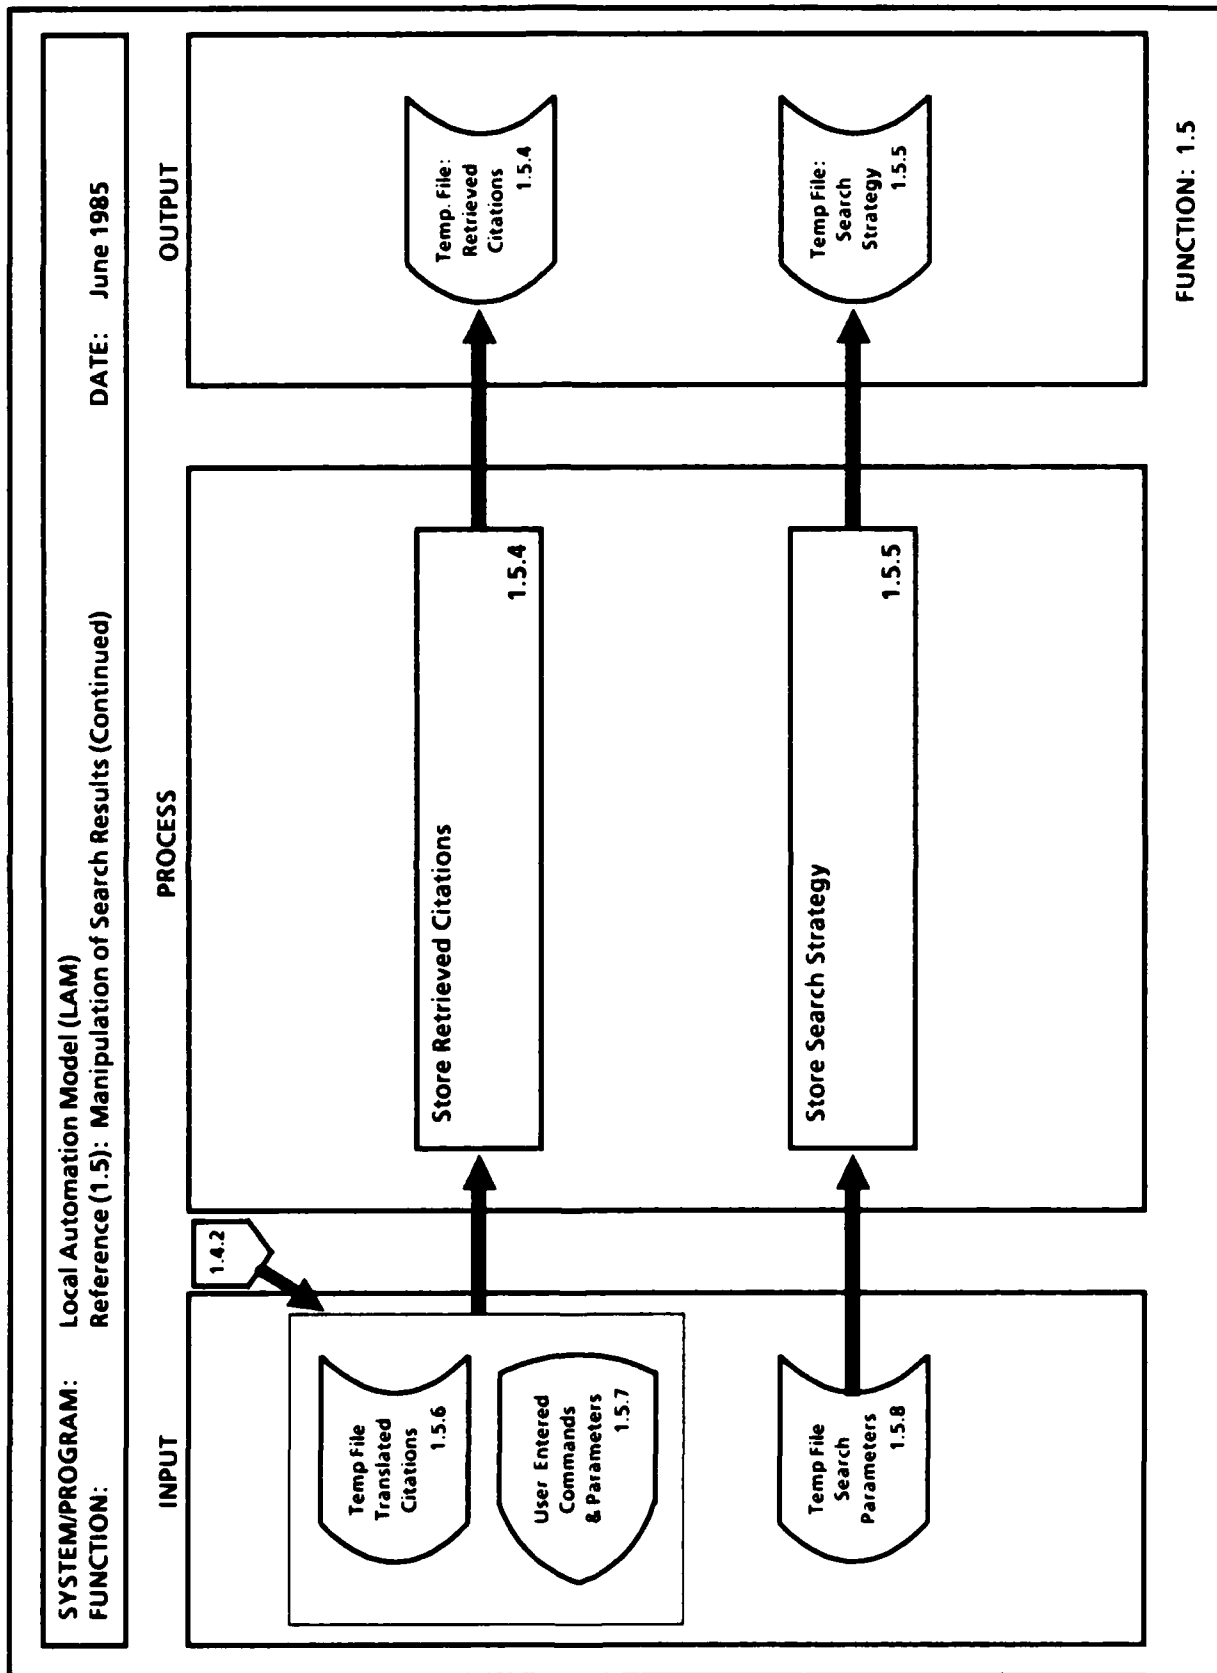 SYSTEM/PROGRAM: Local Automation Model (LAM)
FUNCTION: Reference (1.5): Manipulation of Search Results (Continued) DATE: June 1985
INPUT
PROCESS
OUTPUT
1.4.2
Temp File
Translated
Citations
1.5.6
User Entered
Commands
& Parameters
1.5.7
Store Retrieved Citations
1.5.4
Temp. File:
Retrieved
Citations
1.5.4
Temp File
Search
Parameters
1.5.8
Store Search Strategy
1.5.5
Temp File:
Search
Strategy
1.5.5
FUNCTION: 1.5